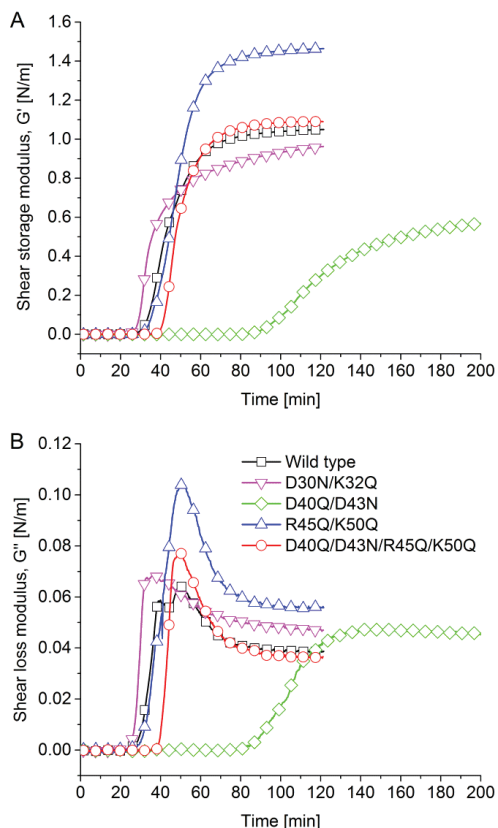 A
Shear storage modulus, G' [N/m]
1.6
1.4
1.2
1.0
0.8
0.6
0.4
0.2
0.0
0 20 40 60 80 100 120 140 160 180 200
Time [min]
B
Shear loss modulus, G'' [N/m]
0.12
0.10
0.08
0.06
0.04
0.02
0.00
Wild type
D30N/K32Q
D40Q/D43N
R45Q/K50Q
D40Q/D43N/R45Q/K50Q
0 20 40 60 80 100 120 140 160 180 200
Time [min]